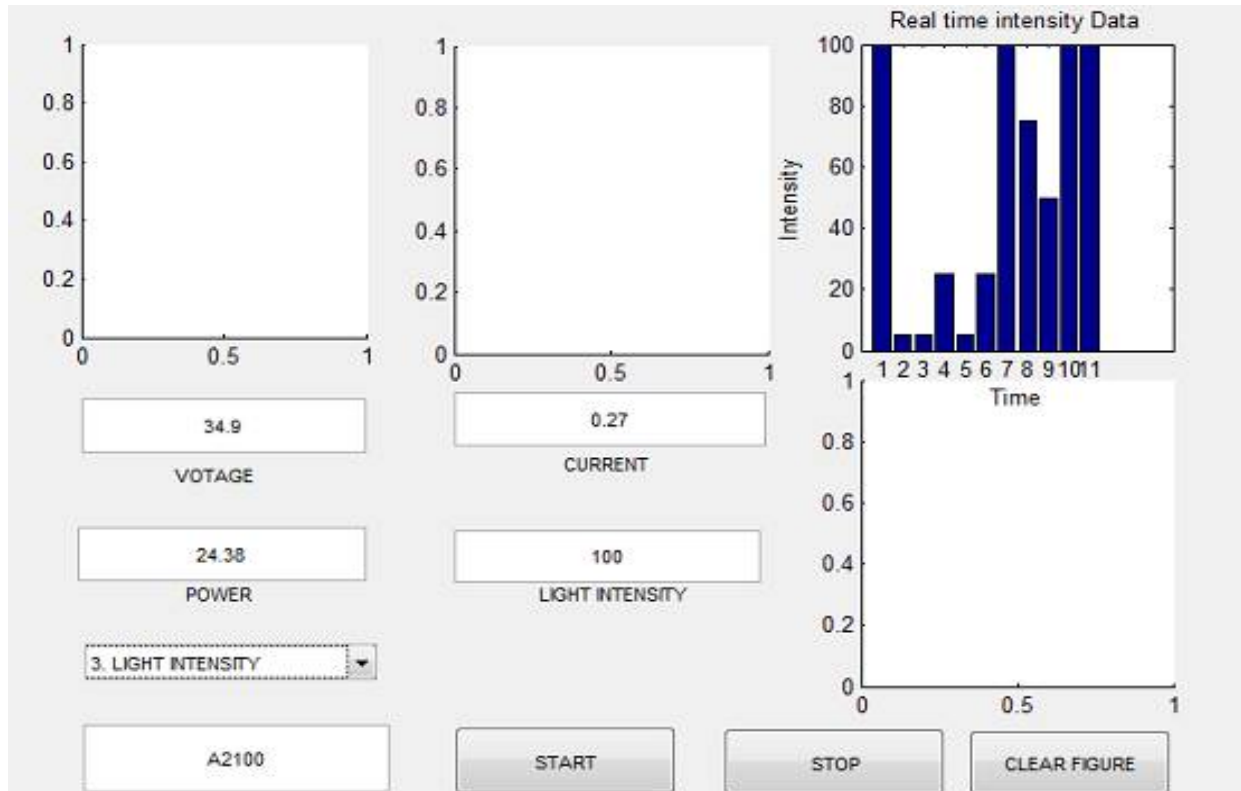 Real time intensity Data
1
0.8
0.6
0.4
0.2
0
0
0.5
1
1
0.8
0.6
0.4
0.2
0
0
0.5
1
100
80
60
40
20
0
Intensity
1 2 3 4 5 6 7 8 9 10 11
Time
34.9
VOTAGE
0.27
CURRENT
24.38
POWER
100
LIGHT INTENSITY
1
0.8
0.6
0.4
0.2
0
0
0.5
1
3. LIGHT INTENSITY
A2100
START
STOP
CLEAR FIGURE